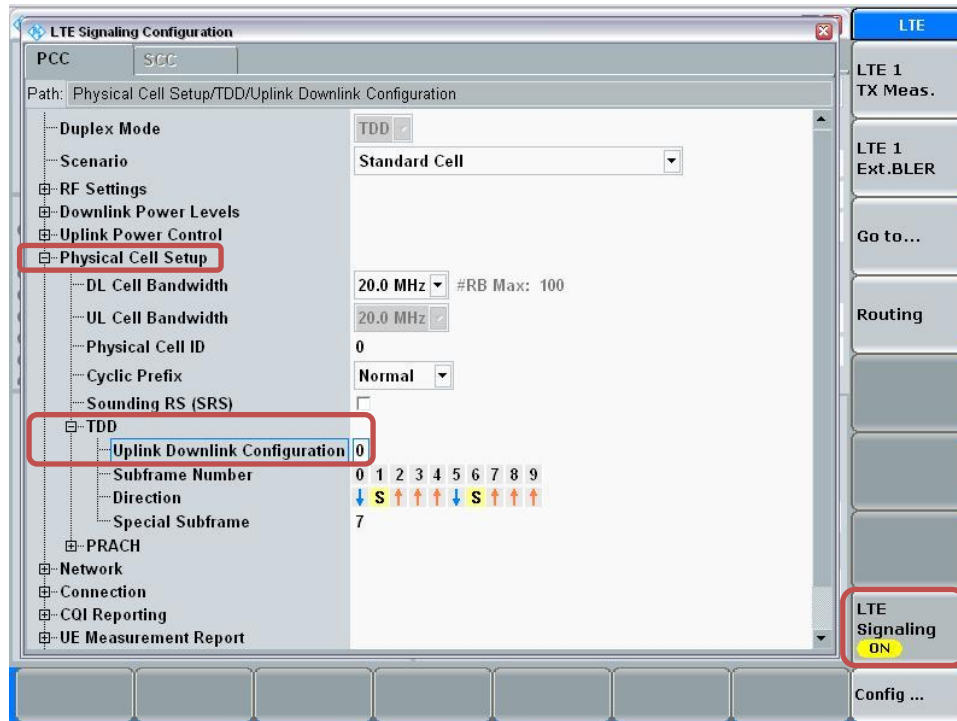 LTE Signaling Configuration
PCC SCC
Path: Physical Cell Setup/TDD/Uplink Downlink Configuration
Duplex Mode TDD
Scenario Standard Cell
RF Settings
Downlink Power Levels
Uplink Power Control
Physical Cell Setup
DL Cell Bandwidth 20.0 MHz #RB Max: 100
UL Cell Bandwidth 20.0 MHz
Physical Cell ID 0
Cyclic Prefix Normal
Sounding RS (SRS)
TDD
Uplink Downlink Configuration 0
Subframe Number 0 1 2 3 4 5 6 7 8 9
Direction ↓ S ↑ ↑ ↑ ↓ S ↑ ↑ ↑
Special Subframe 7
PRACH
Network
Connection
CQI Reporting
UE Measurement Report
LTE
LTE 1
TX Meas.
LTE 1
Ext.BLER
Go to...
Routing
LTE
Signaling
ON
Config ...